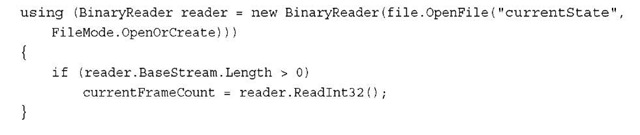 using (BinaryReader reader = new BinaryReader(file.OpenFile("currentState",
    FileMode.OpenOrCreate)))
{
    if (reader.BaseStream.Length > 0)
        currentFrameCount = reader.ReadInt32();
}